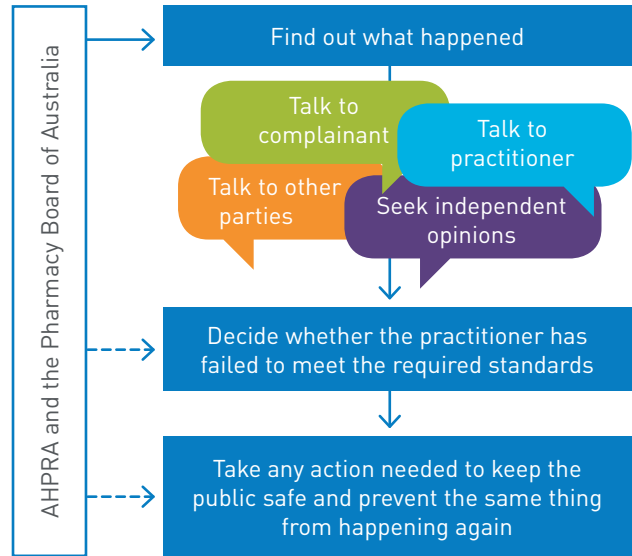 AHPRA and the Pharmacy Board of Australia
Find out what happened
Talk to
complainant
Talk to
practitioner
Talk to other
parties
Seek independent
opinions
Decide whether the practitioner has
failed to meet the required standards
Take any action needed to keep the
public safe and prevent the same thing
from happening again